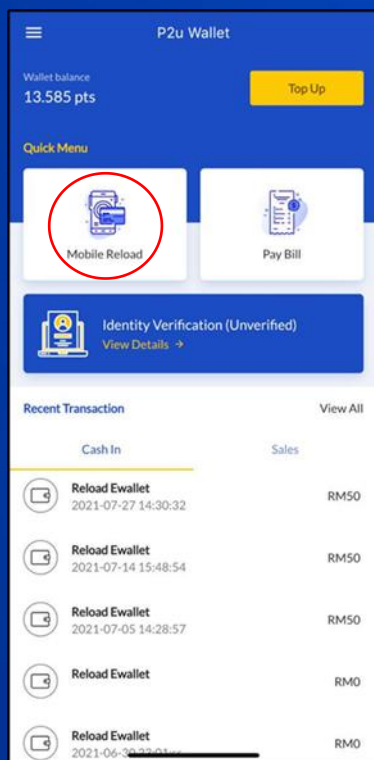 P2u Wallet
Wallet balance
13.585 pts
Top Up
Quick Menu
Mobile Reload
Pay Bill
Identity Verification (Unverified)
View Details →
Recent Transaction
View All
Cash In
Sales
Reload Ewallet
RM50
2021-07-27 14:30:32
Reload Ewallet
RM50
2021-07-14 15:48:54
Reload Ewallet
RM50
2021-07-05 14:28:57
Reload Ewallet
RM0
Reload Ewallet
RM0
2021-06-30